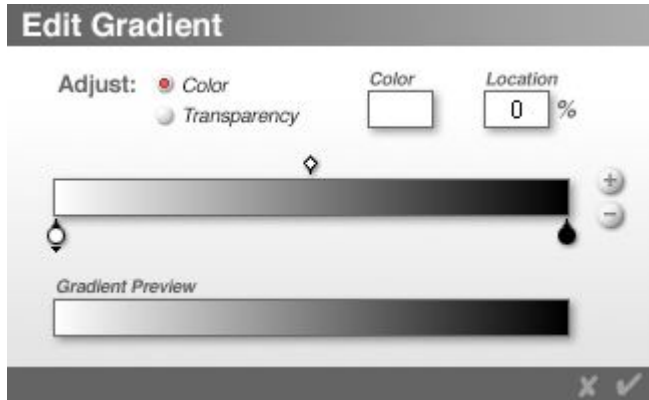 Edit Gradient
Adjust: Color Color Location
Transparency 0 %
Gradient Preview